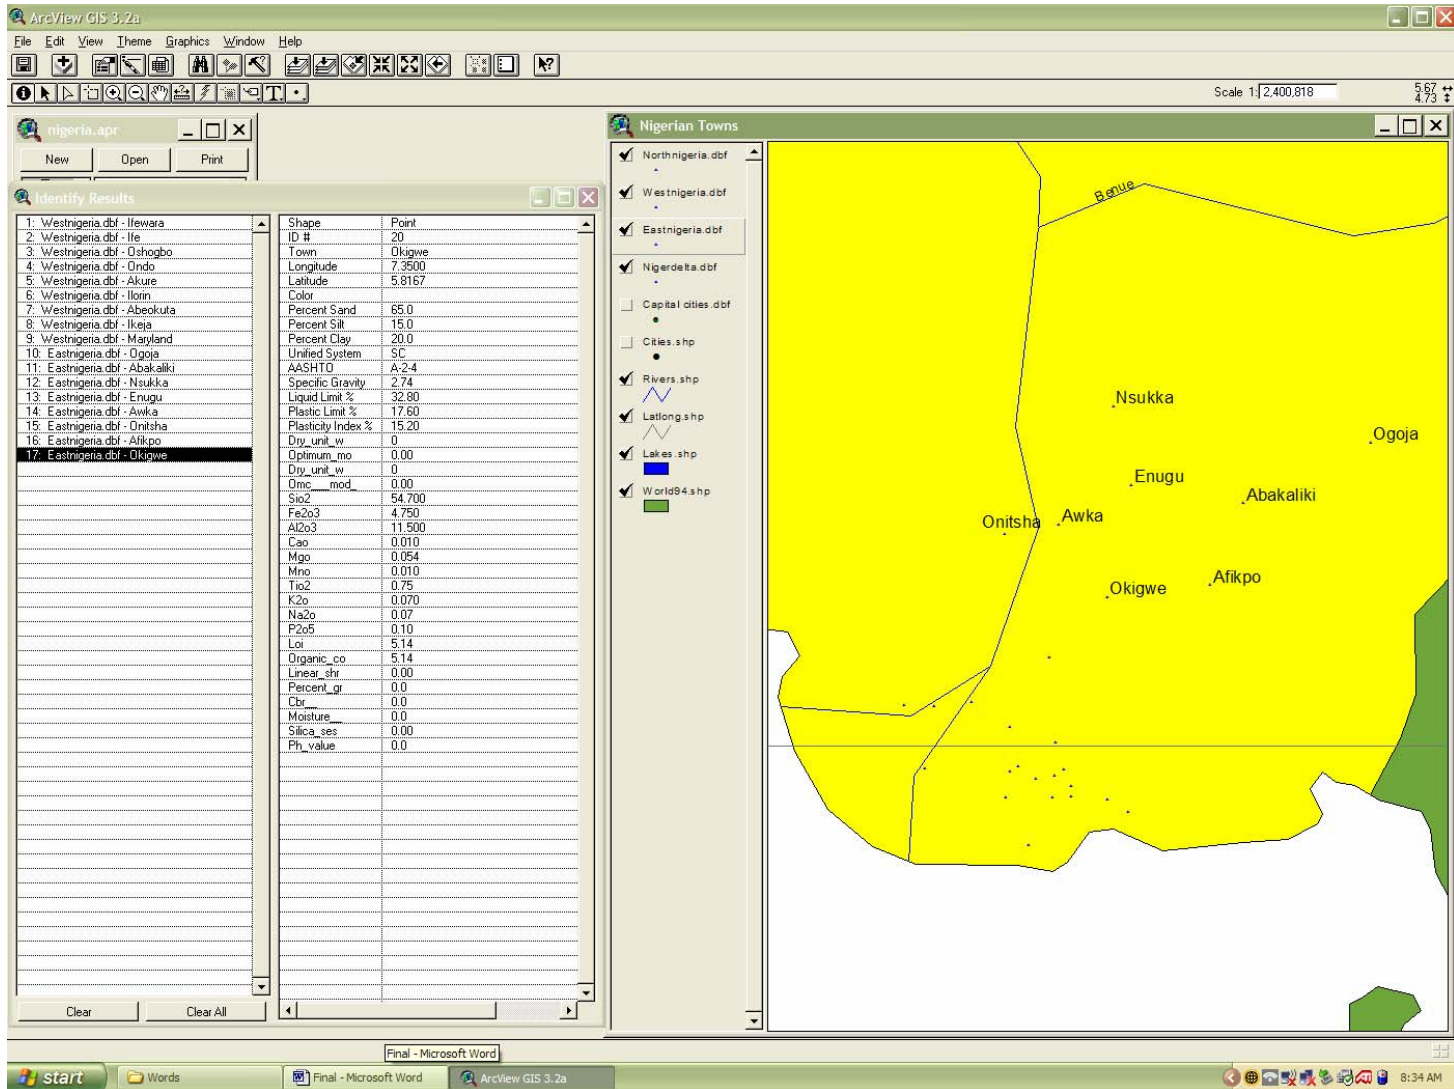 ArcView GIS 3.2a
File Edit View Theme Graphics Window Help
Scale 1: 2,400,818
5.67
4.73
nigeria.apr
New Open Print
Identify Results
1: Westnigeria.dbf - Ifewara
2: Westnigeria.dbf - Ife
3: Westnigeria.dbf - Oshogbo
4: Westnigeria.dbf - Ondo
5: Westnigeria.dbf - Akure
6: Westnigeria.dbf - Ilorin
7: Westnigeria.dbf - Abeokuta
8: Westnigeria.dbf - Ikeja
9: Westnigeria.dbf - Maryland
10: Eastnigeria.dbf - Ogoja
11: Eastnigeria.dbf - Abakaliki
12: Eastnigeria.dbf - Nsukka
13: Eastnigeria.dbf - Enugu
14: Eastnigeria.dbf - Awka
15: Eastnigeria.dbf - Onitsha
16: Eastnigeria.dbf - Afikpo
17: Eastnigeria.dbf - Okigwe
Clear Clear All
Shape Point
ID # 20
Town Okigwe
Longitude 7.3500
Latitude 5.8167
Color
Percent Sand 65.0
Percent Silt 15.0
Percent Clay 20.0
Unified System SC
AASHTO A-2-4
Specific Gravity 2.74
Liquid Limit % 32.80
Plastic Limit % 17.60
Plasticity Index % 15.20
Dry_unit_w 0
Optimum_mo 0.00
Dry_unit_w 0
Omc___mod_ 0.00
Sio2 54.700
Fe2o3 4.750
Al2o3 11.500
Cao 0.010
Mgo 0.054
Mno 0.010
Tio2 0.75
K2o 0.070
Na2o 0.07
P2o5 0.10
Loi 5.14
Organic_co 5.14
Linear_shr 0.00
Percent_gr 0.0
Cbr__ 0.0
Moisture__ 0.0
Silica_ses 0.00
Ph_value 0.0
Nigerian Towns
Northnigeria.dbf
Westnigeria.dbf
Eastnigeria.dbf
Nigerdelta.dbf
Capital cities.dbf
Cities.shp
Rivers.shp
Latlong.shp
Lakes.shp
World94.shp
Benue
Nsukka
Ogoja
Enugu
Abakaliki
Onitsha
Awka
Afikpo
Okigwe
Final - Microsoft Word
start Words Final - Microsoft Word ArcView GIS 3.2a 8:34 AM